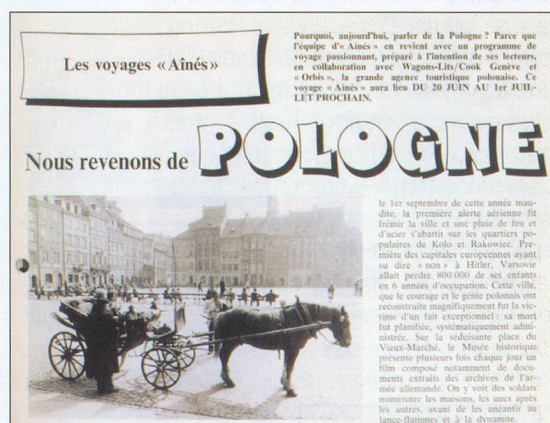 Les voyages «Aînés»
Pourquoi, aujourd'hui, parler de la Pologne? Parce que
l'équipe d'« Aînés » en revient avec un programme de
voyage passionnant, préparé à l'intention de ses lecteurs,
en collaboration avec Wagons-Lits/Cook Genève et
« Orbis », la grande agence touristique polonaise. Ce
voyage « Aînés » aura lieu DU 20 JUIN AU 1er JUIL-
LET PROCHAIN.
Nous revenons de POLOGNE
le 1er septembre de cette année mau-
dite, la première alerte aérienne fit
frémir la ville et une pluie de feu et
d'acier s'abattit sur les quartiers po-
pulaires de Kolo et Rakowiec. Pre-
mière des capitales européennes ayant
su dire « non » à Hitler, Varsovie
allait perdre 800 000 de ses enfants
en 6 années d'occupation. Cette ville,
que le courage et le génie polonais ont
reconstruite magnifiquement fut la vic-
time d'un fait exceptionnel : sa mort
fut planifiée, systématiquement admi-
nistrée. Sur la séduisante place du
Vieux-Marché, le Musée historique
présente plusieurs fois chaque jour un
film composé notamment de docu-
ments extraits des archives de l'ar-
mée allemande. On y voit des soldats
numéroter les maisons, les unes après
les autres, avant de les anéantir au
lance-flammes et à la dynamite.